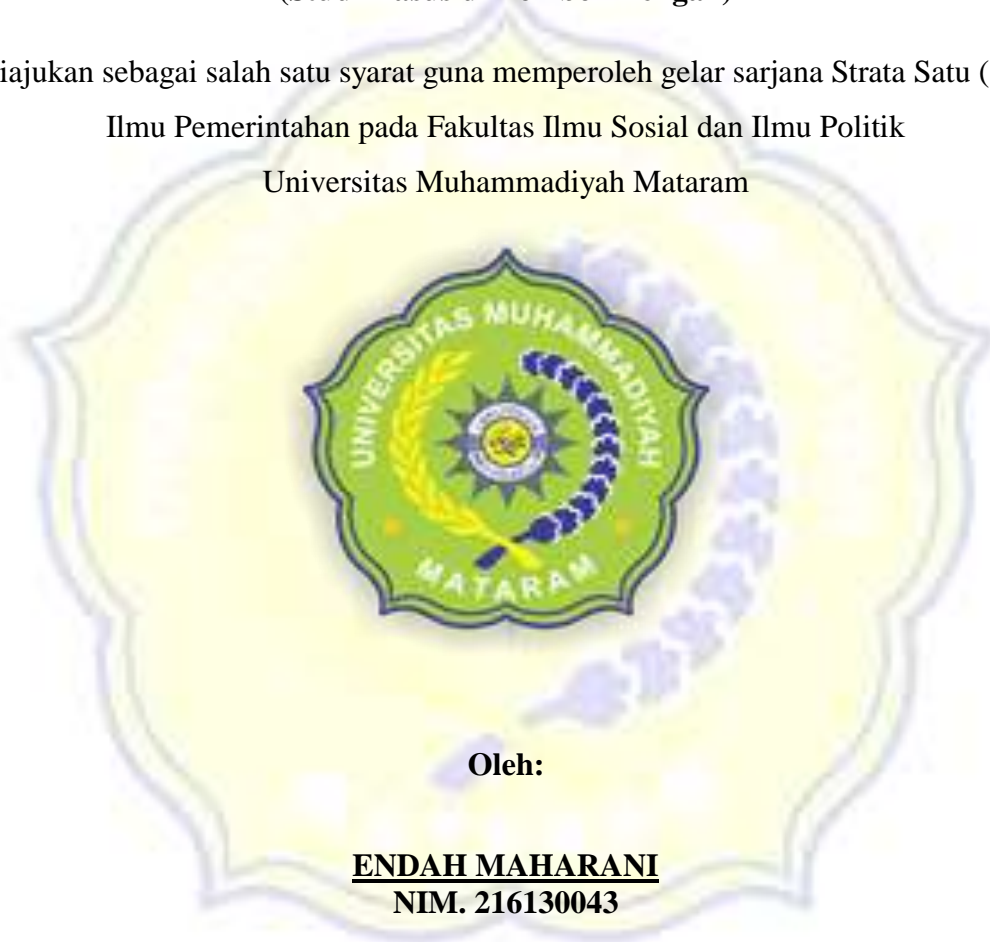 iajukan sebagai salah satu syarat guna memperoleh gelar sarjana Strata Satu (
Ilmu Pemerintahan pada Fakultas Ilmu Sosial dan Ilmu Politik
Universitas Muhammadiyah Mataram
UNIVERSITAS MUHAMMADIYAH
MATARAM
Oleh:
ENDAH MAHARANI
NIM. 216130043